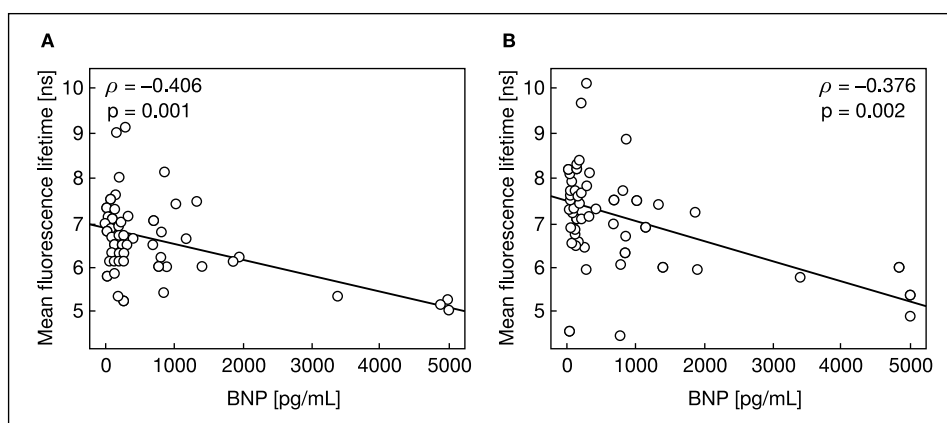 A
ρ = –0.406
p = 0.001
Mean fluorescence lifetime [ns]
10
9
8
7
6
5
0 1000 2000 3000 4000 5000
BNP [pg/mL]
B
ρ = –0.376
p = 0.002
Mean fluorescence lifetime [ns]
10
9
8
7
6
5
0 1000 2000 3000 4000 5000
BNP [pg/mL]